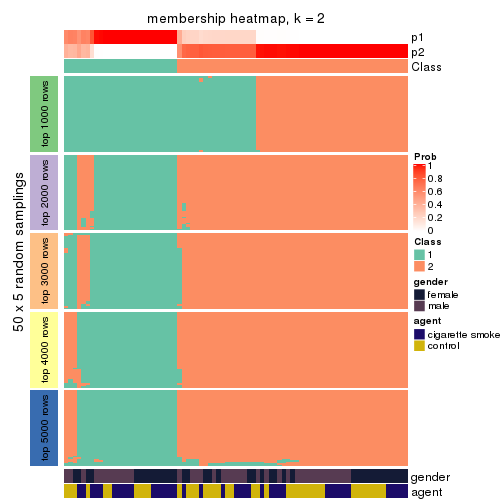 membership heatmap, k = 2
p1
p2
Class
50 x 5 random samplings
top 1000 rows
top 2000 rows
top 3000 rows
top 4000 rows
top 5000 rows
Prob
1
0.8
0.6
0.4
0.2
0
Class
1
2
gender
female
male
agent
cigarette smoke
control
gender
agent